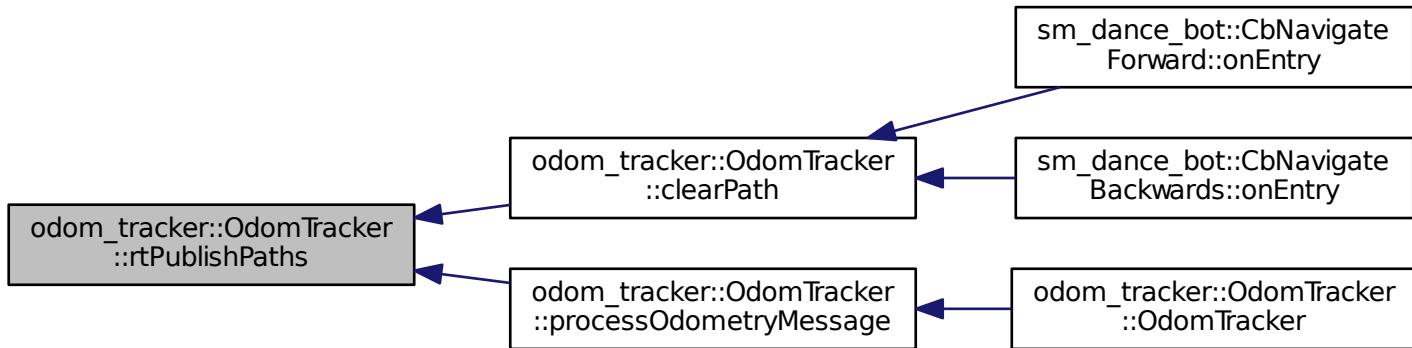 sm_dance_bot::CbNavigate
Forward::onEntry
odom_tracker::OdomTracker
::clearPath
sm_dance_bot::CbNavigate
Backwards::onEntry
odom_tracker::OdomTracker
::rtPublishPaths
odom_tracker::OdomTracker
::processOdometryMessage
odom_tracker::OdomTracker
::OdomTracker